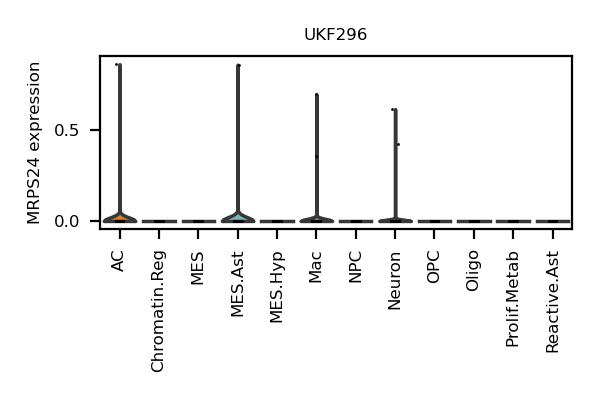 UKF296
MRPS24 expression
0.5
0.0
AC
Chromatin.Reg
MES
MES.Ast
MES.Hyp
Mac
NPC
Neuron
OPC
Oligo
Prolif.Metab
Reactive.Ast